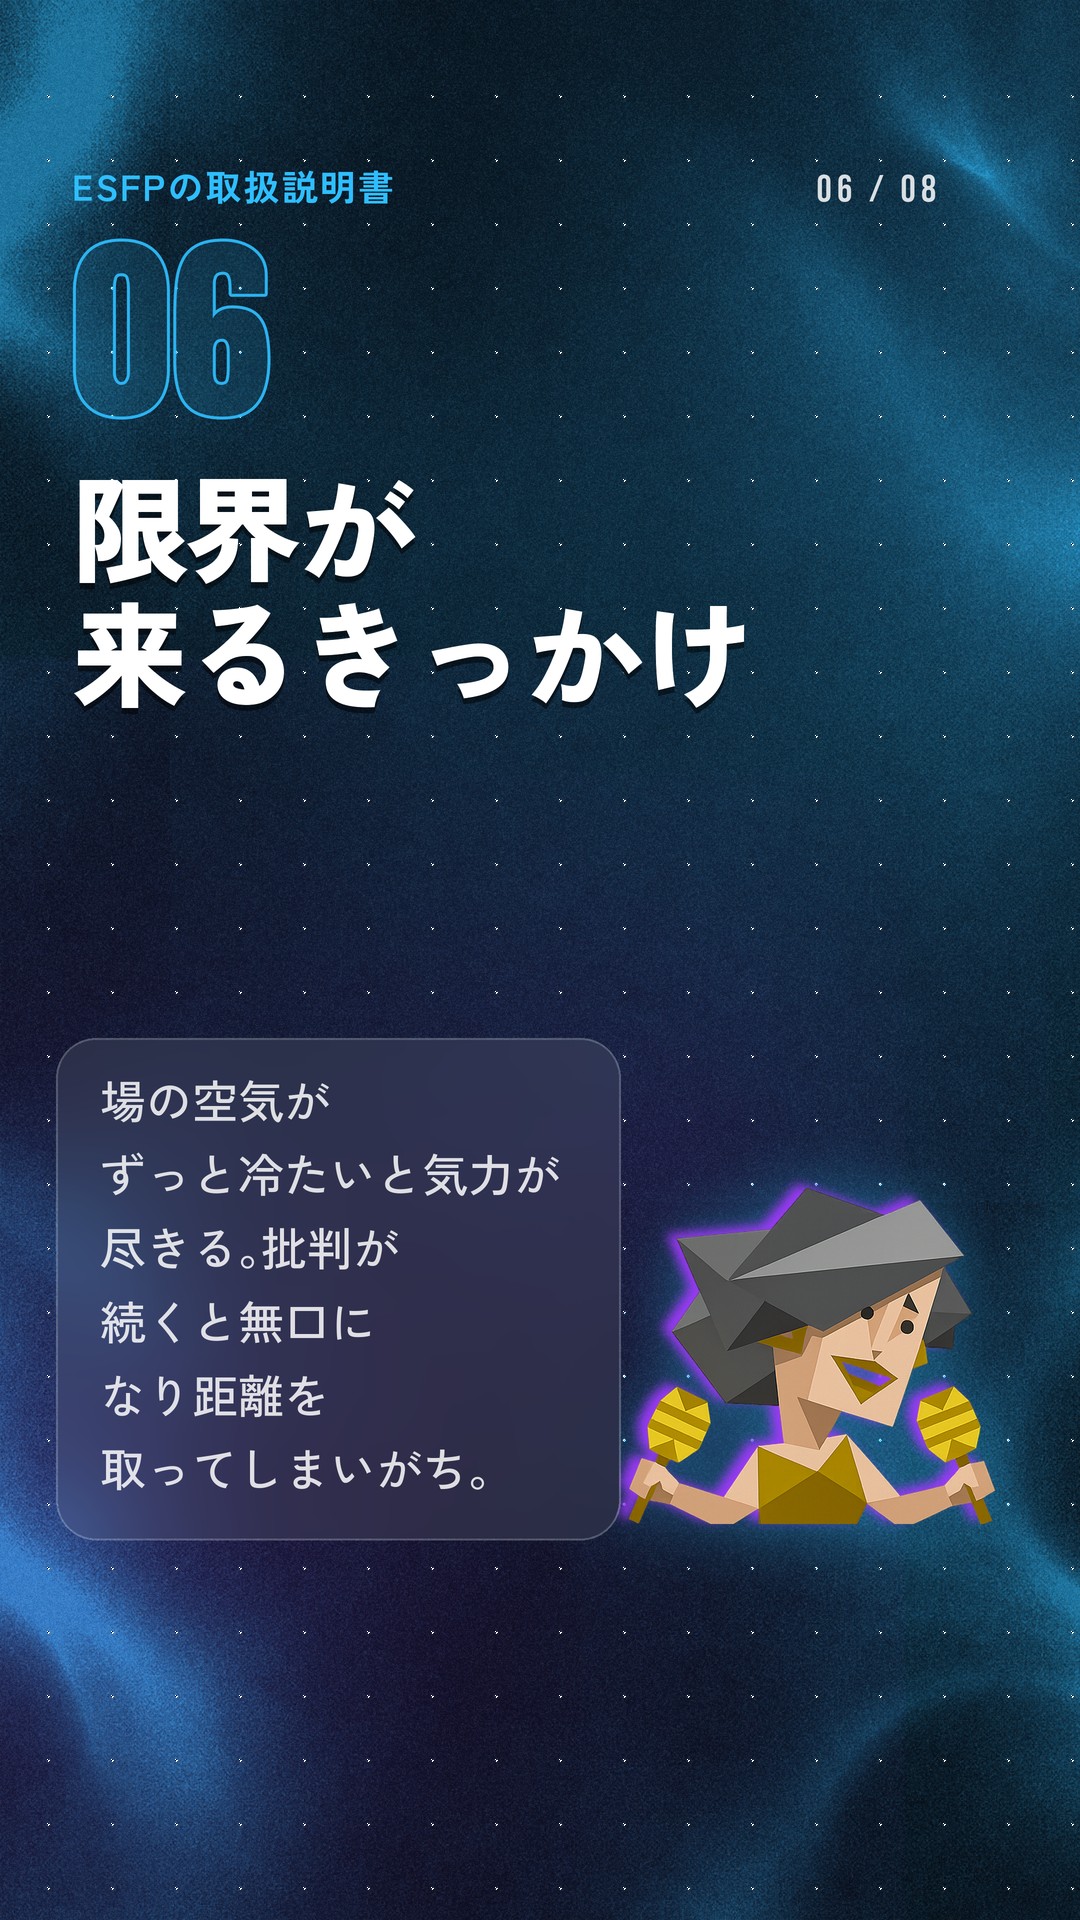 ESFPの取扱説明書
06 / 08
06
限界が
来るきっかけ
場の空気が
ずっと冷たいと気力が
尽きる。批判が
続くと無口に
なり距離を
取ってしまいがち。